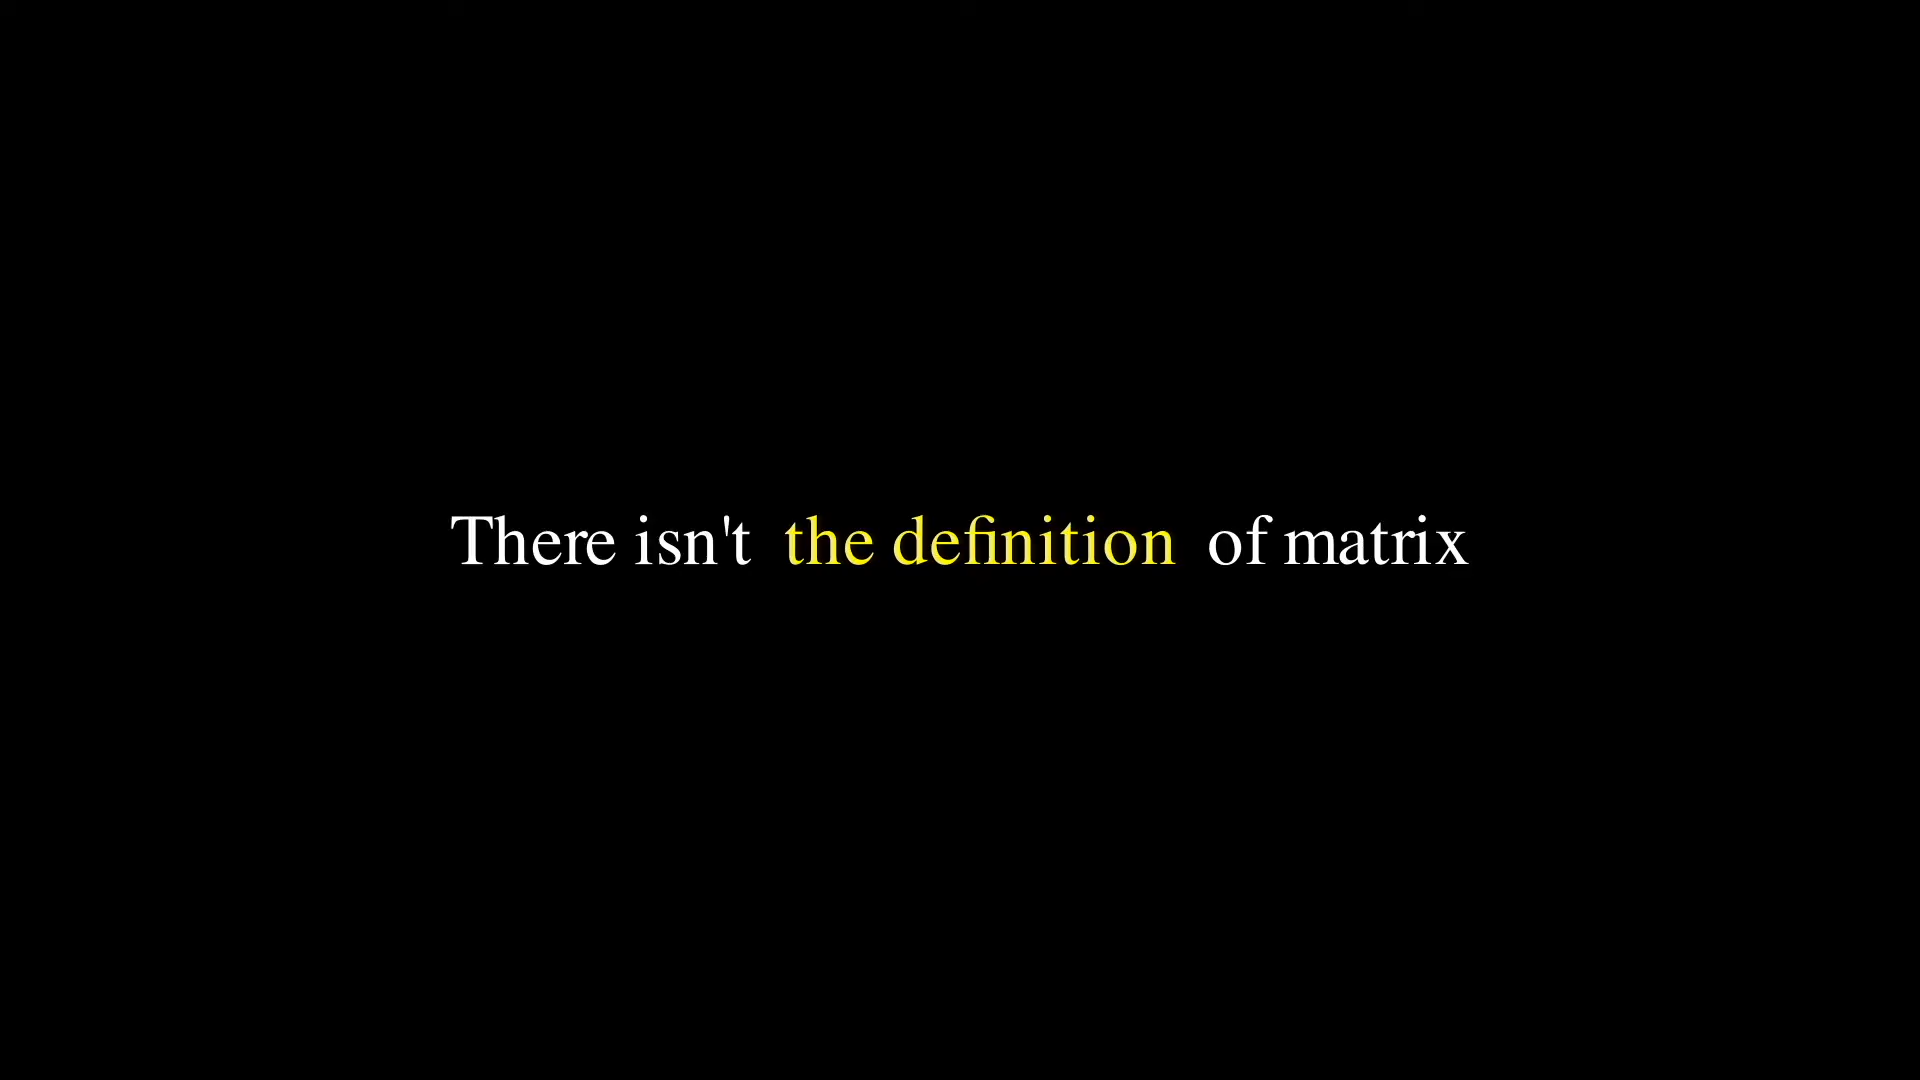 There isn't the definition of matrix